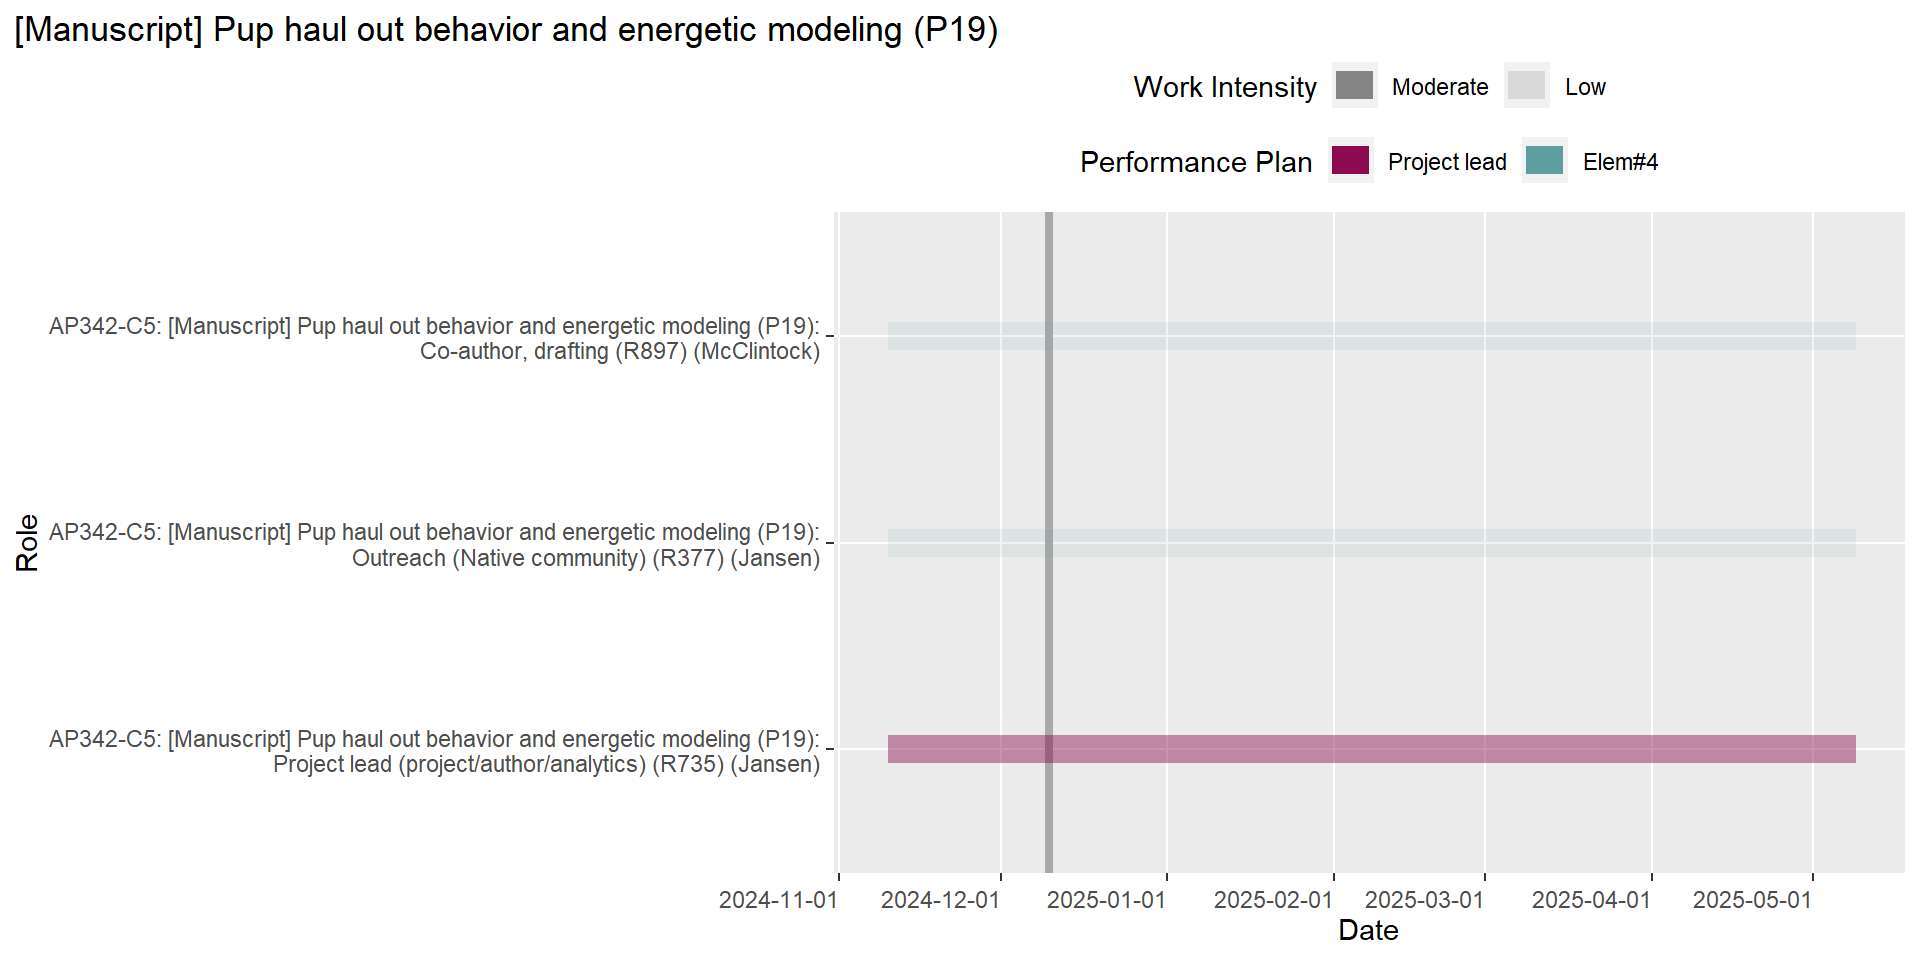 [Manuscript] Pup haul out behavior and energetic modeling (P19)
Work Intensity Moderate Low
Performance Plan Project lead Elem#4
AP342-C5: [Manuscript] Pup haul out behavior and energetic modeling (P19):
Co-author, drafting (R897) (McClintock)
AP342-C5: [Manuscript] Pup haul out behavior and energetic modeling (P19):
Outreach (Native community) (R377) (Jansen)
AP342-C5: [Manuscript] Pup haul out behavior and energetic modeling (P19):
Project lead (project/author/analytics) (R735) (Jansen)
Role
2024-11-01 2024-12-01 2025-01-01 2025-02-01 2025-03-01 2025-04-01 2025-05-01
Date